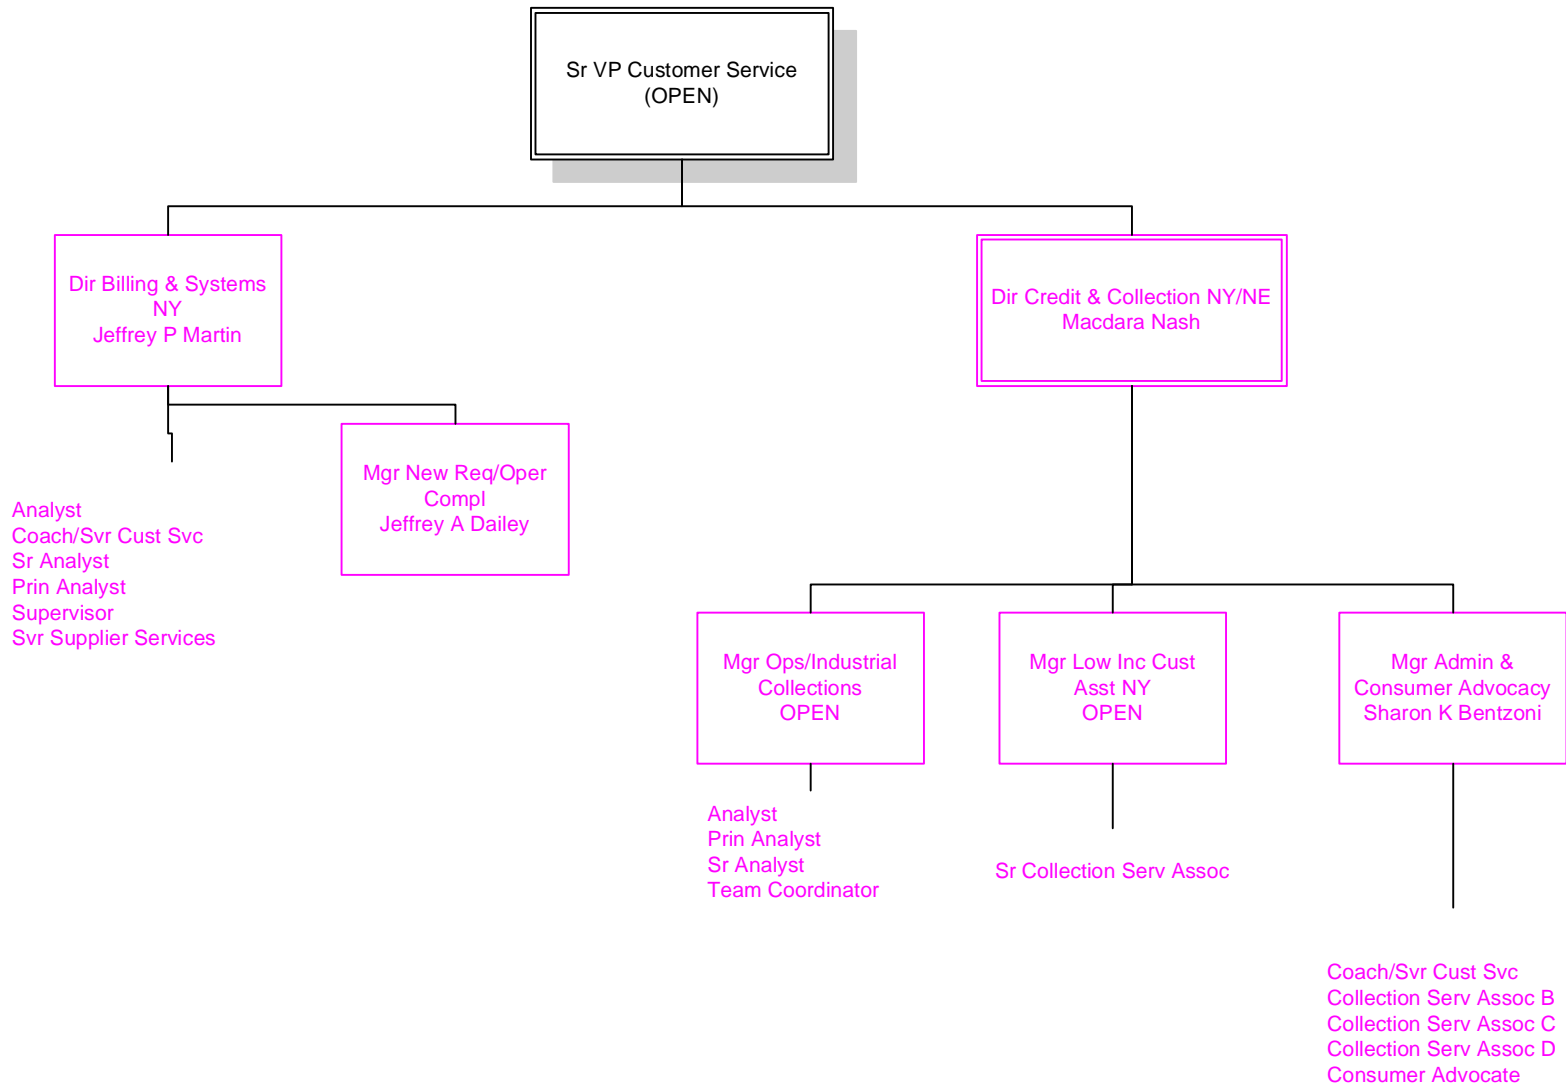 Sr VP Customer Service
(OPEN)
Dir Billing & Systems
NY
Jeffrey P Martin
Dir Credit & Collection NY/NE
Macdara Nash
Mgr New Req/Oper
Compl
Jeffrey A Dailey
Analyst
Coach/Svr Cust Svc
Sr Analyst
Prin Analyst
Supervisor
Svr Supplier Services
Mgr Ops/Industrial
Collections
OPEN
Mgr Low Inc Cust
Asst NY
OPEN
Mgr Admin &
Consumer Advocacy
Sharon K Bentzoni
Analyst
Prin Analyst
Sr Analyst
Team Coordinator
Sr Collection Serv Assoc
Coach/Svr Cust Svc
Collection Serv Assoc B
Collection Serv Assoc C
Collection Serv Assoc D
Consumer Advocate